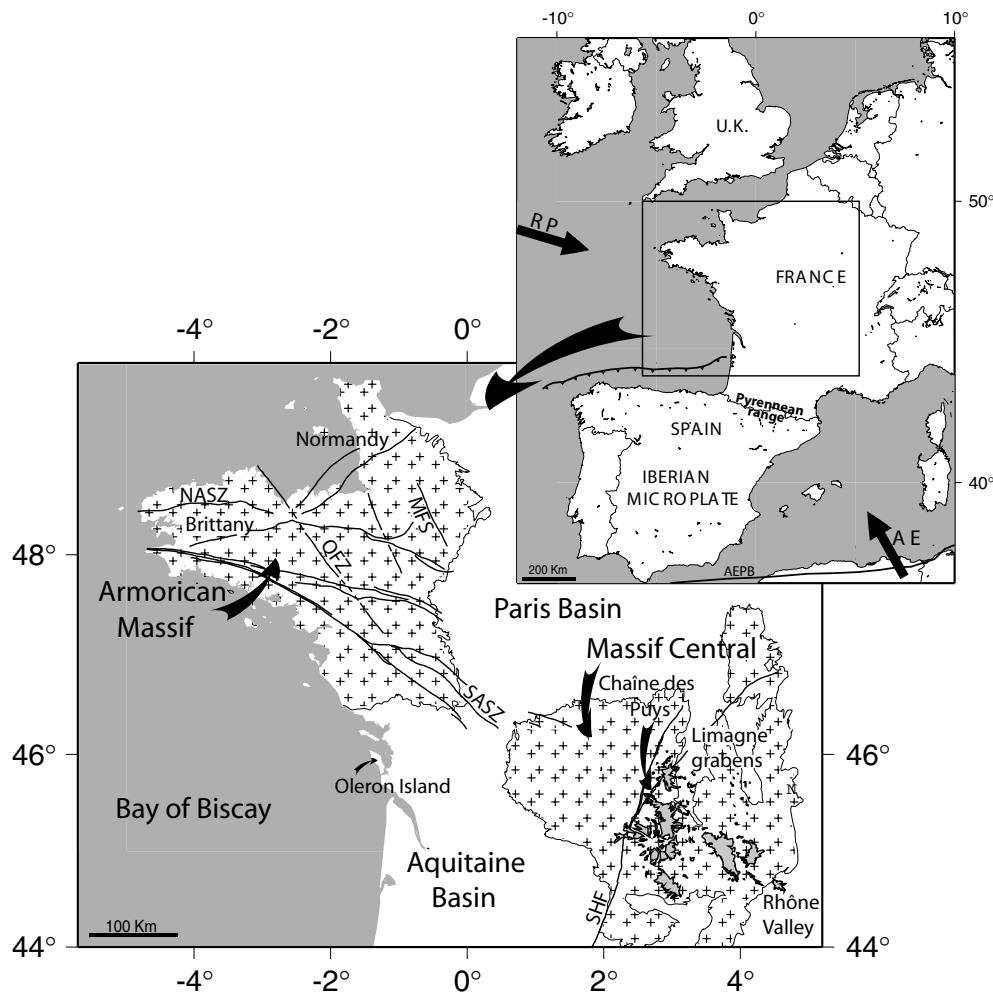 -10°
0°
10°
U.K.
50°
RP
FRANCE
-4°
-2°
0°
Pyrennean
range
SPAIN
Normandy
IBERIAN
MICROPLATE
40°
NASZ
MFS
Brittany
AE
QFZ
48°
AEPB
200 Km
Armorican
Massif
Paris Basin
Massif Central
Chaîne des
Puys
SASZ
Limagne
grabens
46°
46°
Oleron Island
Bay of Biscay
Aquitaine
Basin
SHF
Rhône
Valley
100 Km
44°
44°
-4°
-2°
0°
2°
4°